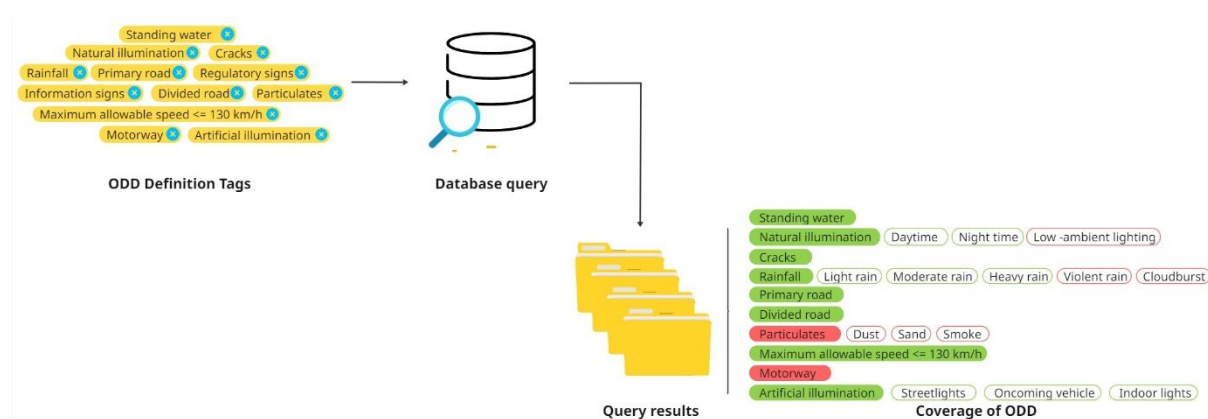 Standing water
Natural illumination Cracks
Rainfall Primary road Regulatory signs
Information signs Divided road Particulates
Maximum allowable speed <= 130 km/h
Motorway Artificial illumination
ODD Definition Tags
Database query
Standing water
Natural illumination Daytime Night time Low -ambient lighting
Cracks
Rainfall Light rain Moderate rain Heavy rain Violent rain Cloudburst
Primary road
Divided road
Particulates Dust Sand Smoke
Maximum allowable speed <= 130 km/h
Motorway
Artificial illumination Streetlights Oncoming vehicle Indoor lights
Query results
Coverage of ODD